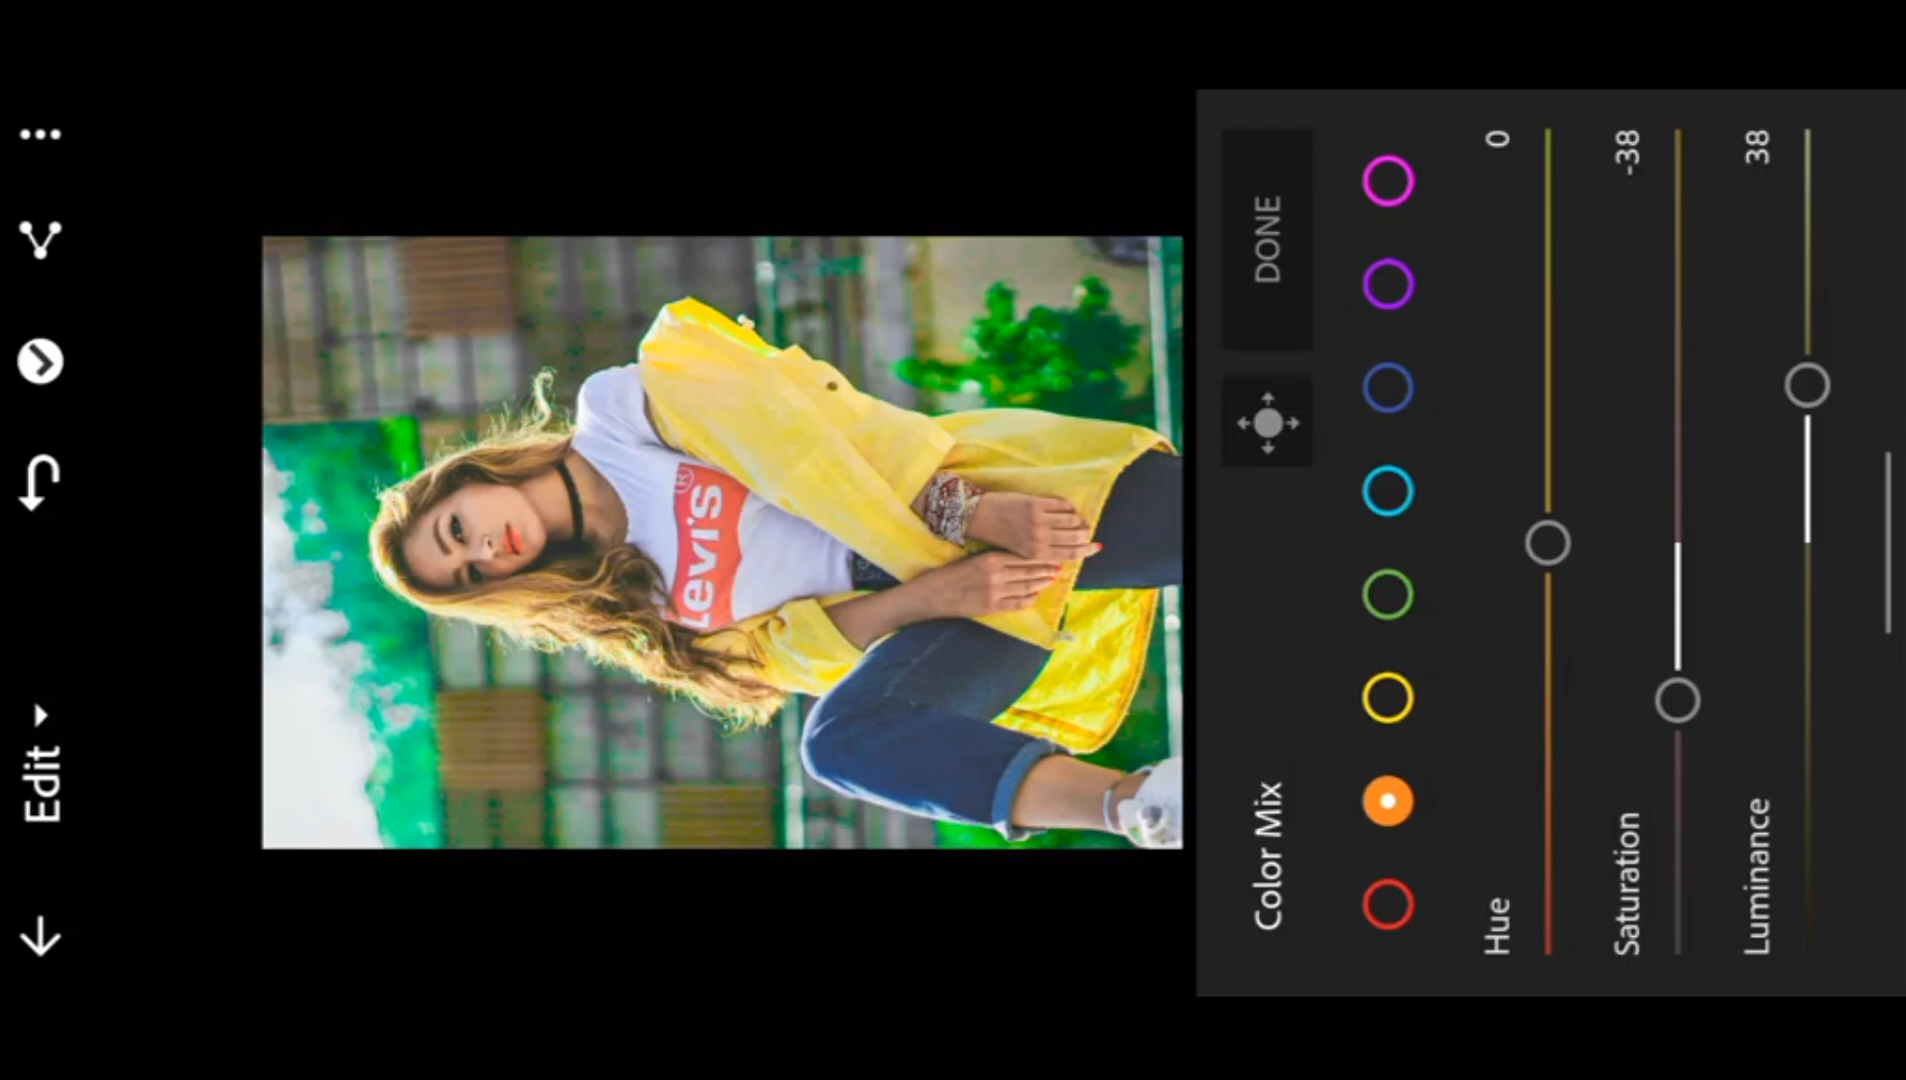 Edit
Levi's
®
Color Mix
DONE
Hue
0
Saturation
-38
Luminance
38